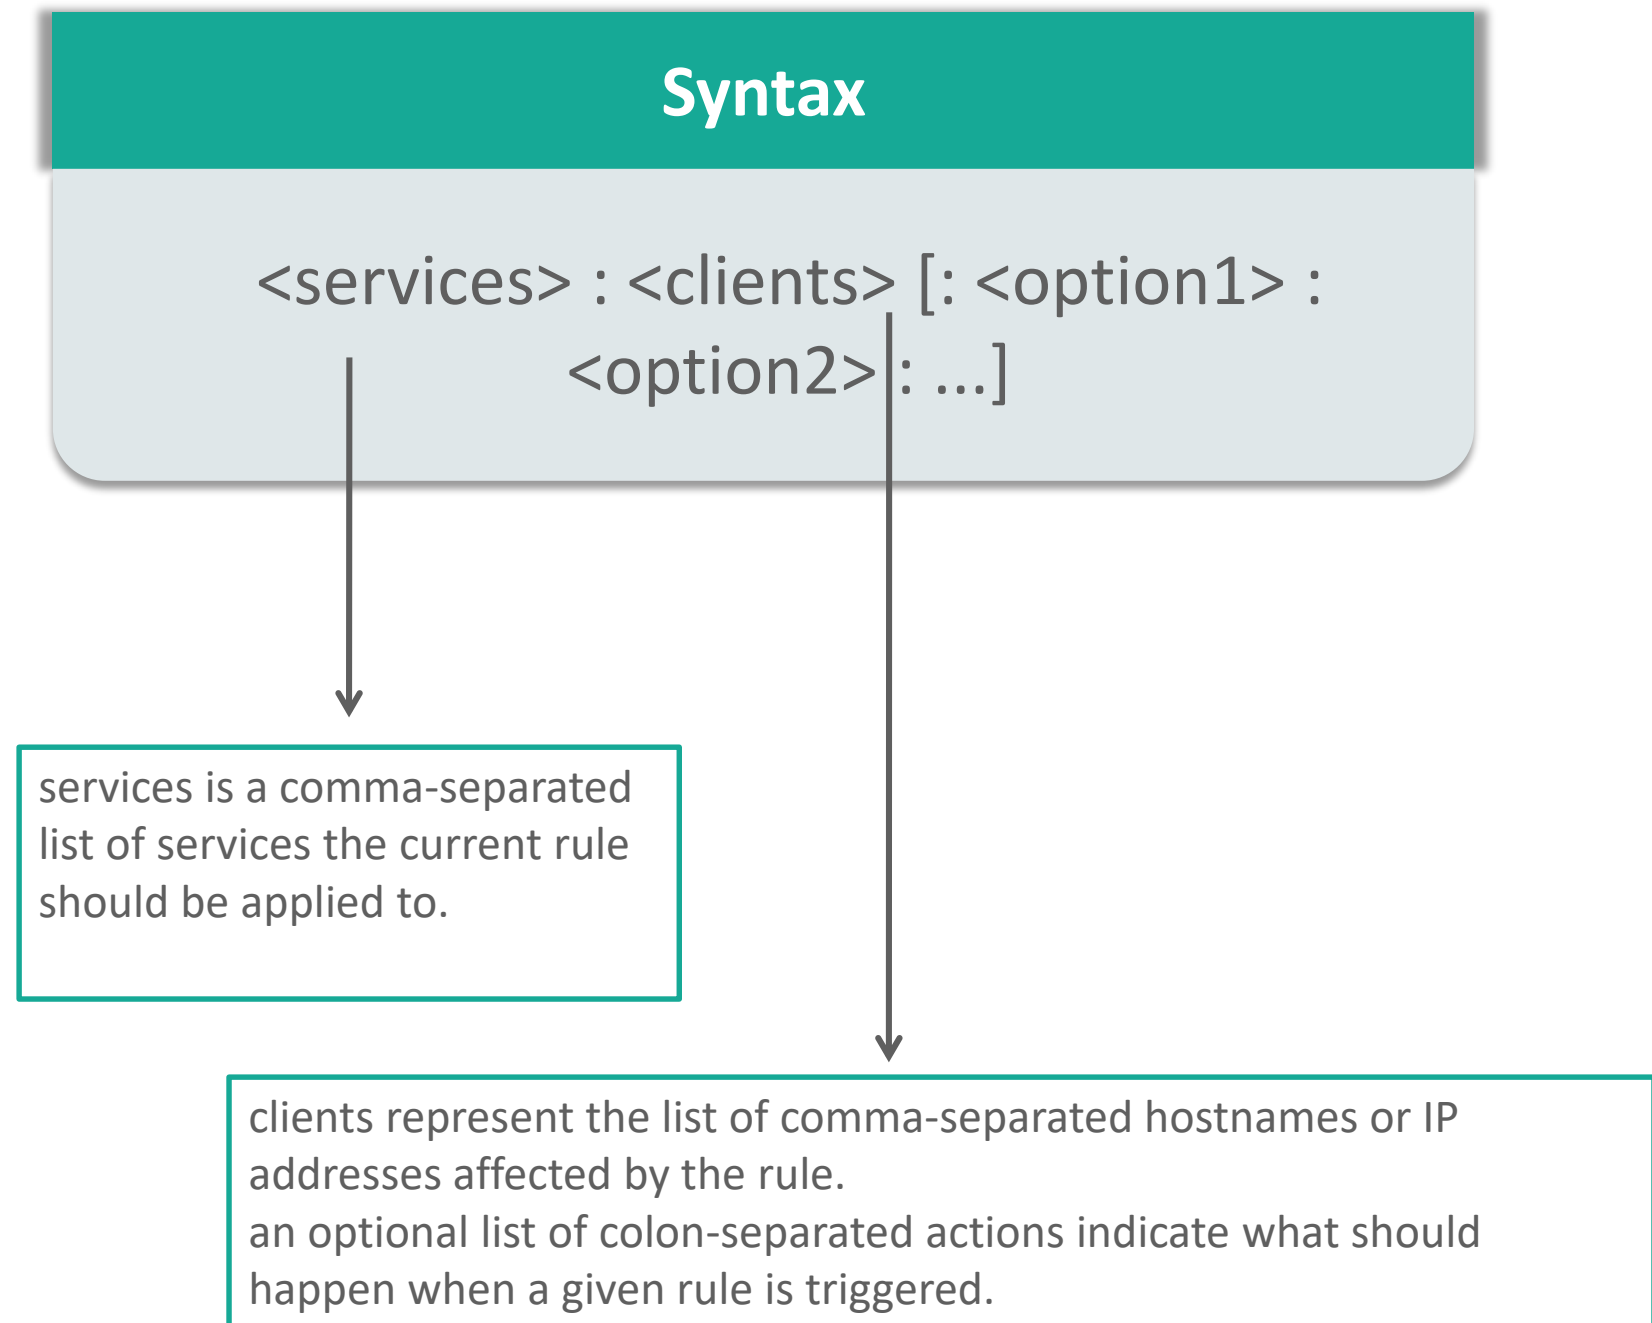 Syntax
<services> : <clients> [: <option1> :
<option2> : ...]
services is a comma-separated
list of services the current rule
should be applied to.
clients represent the list of comma-separated hostnames or IP
addresses affected by the rule.
an optional list of colon-separated actions indicate what should
happen when a given rule is triggered.